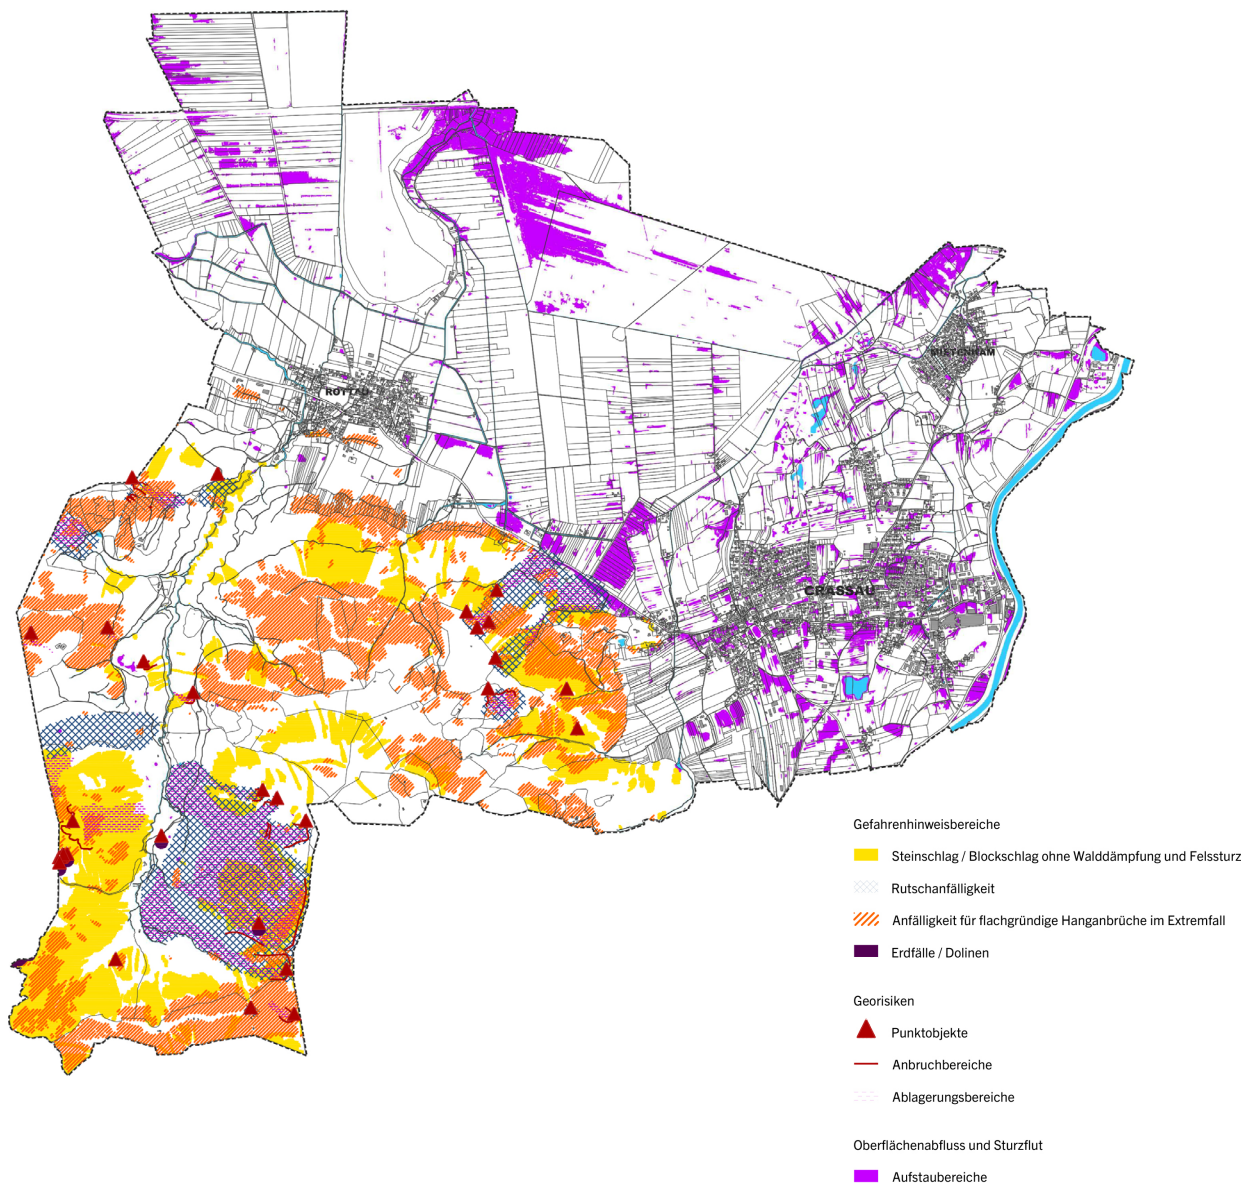 MIETENHAM
ROTTAU
GRASSAU
Gefahrenhinweisbereiche
Steinschlag / Blockschlag ohne Walddämpfung und Felssturz
Rutschanfälligkeit
Anfälligkeit für flachgründige Hanganbrüche im Extremfall
Erdfälle / Dolinen
Georisiken
Punktobjekte
Anbruchbereiche
Ablagerungsbereiche
Oberflächenabfluss und Sturzflut
Aufstaubereiche